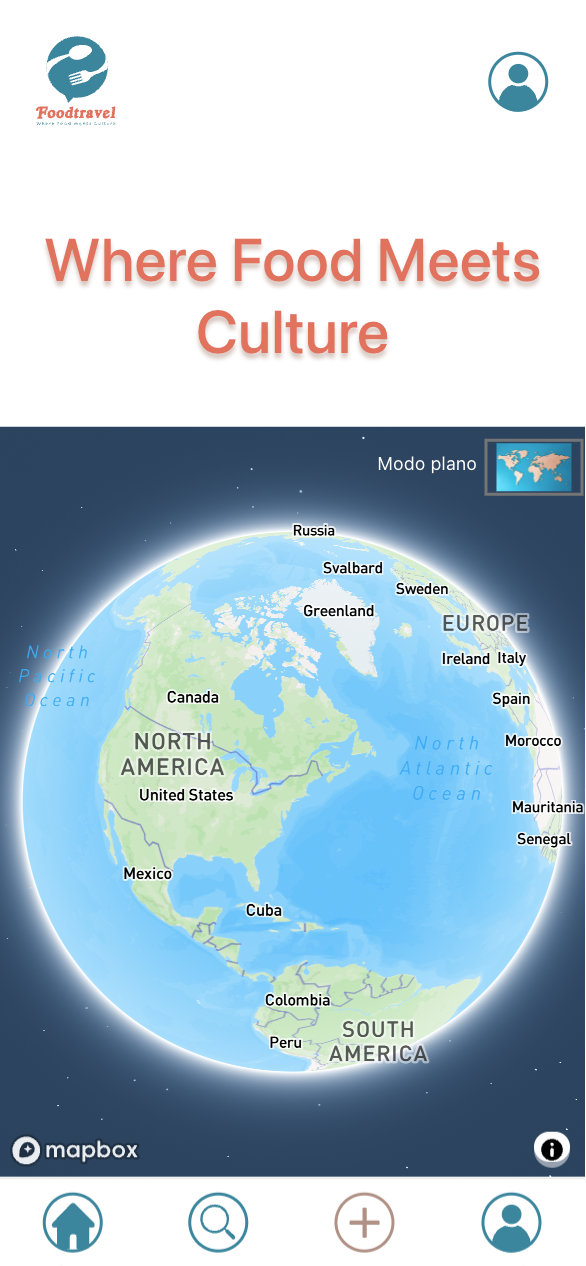 Foodtravel
Where Food Meets Culture
Where Food Meets
Culture
Modo plano
Russia
Svalbard
Sweden
Greenland
EUROPE
North
Pacific
Ocean
Ireland
Italy
Canada
Spain
NORTH
AMERICA
North
Atlantic
Ocean
Morocco
United States
Mauritania
Senegal
Mexico
Cuba
Colombia
SOUTH
AMERICA
Peru
mapbox